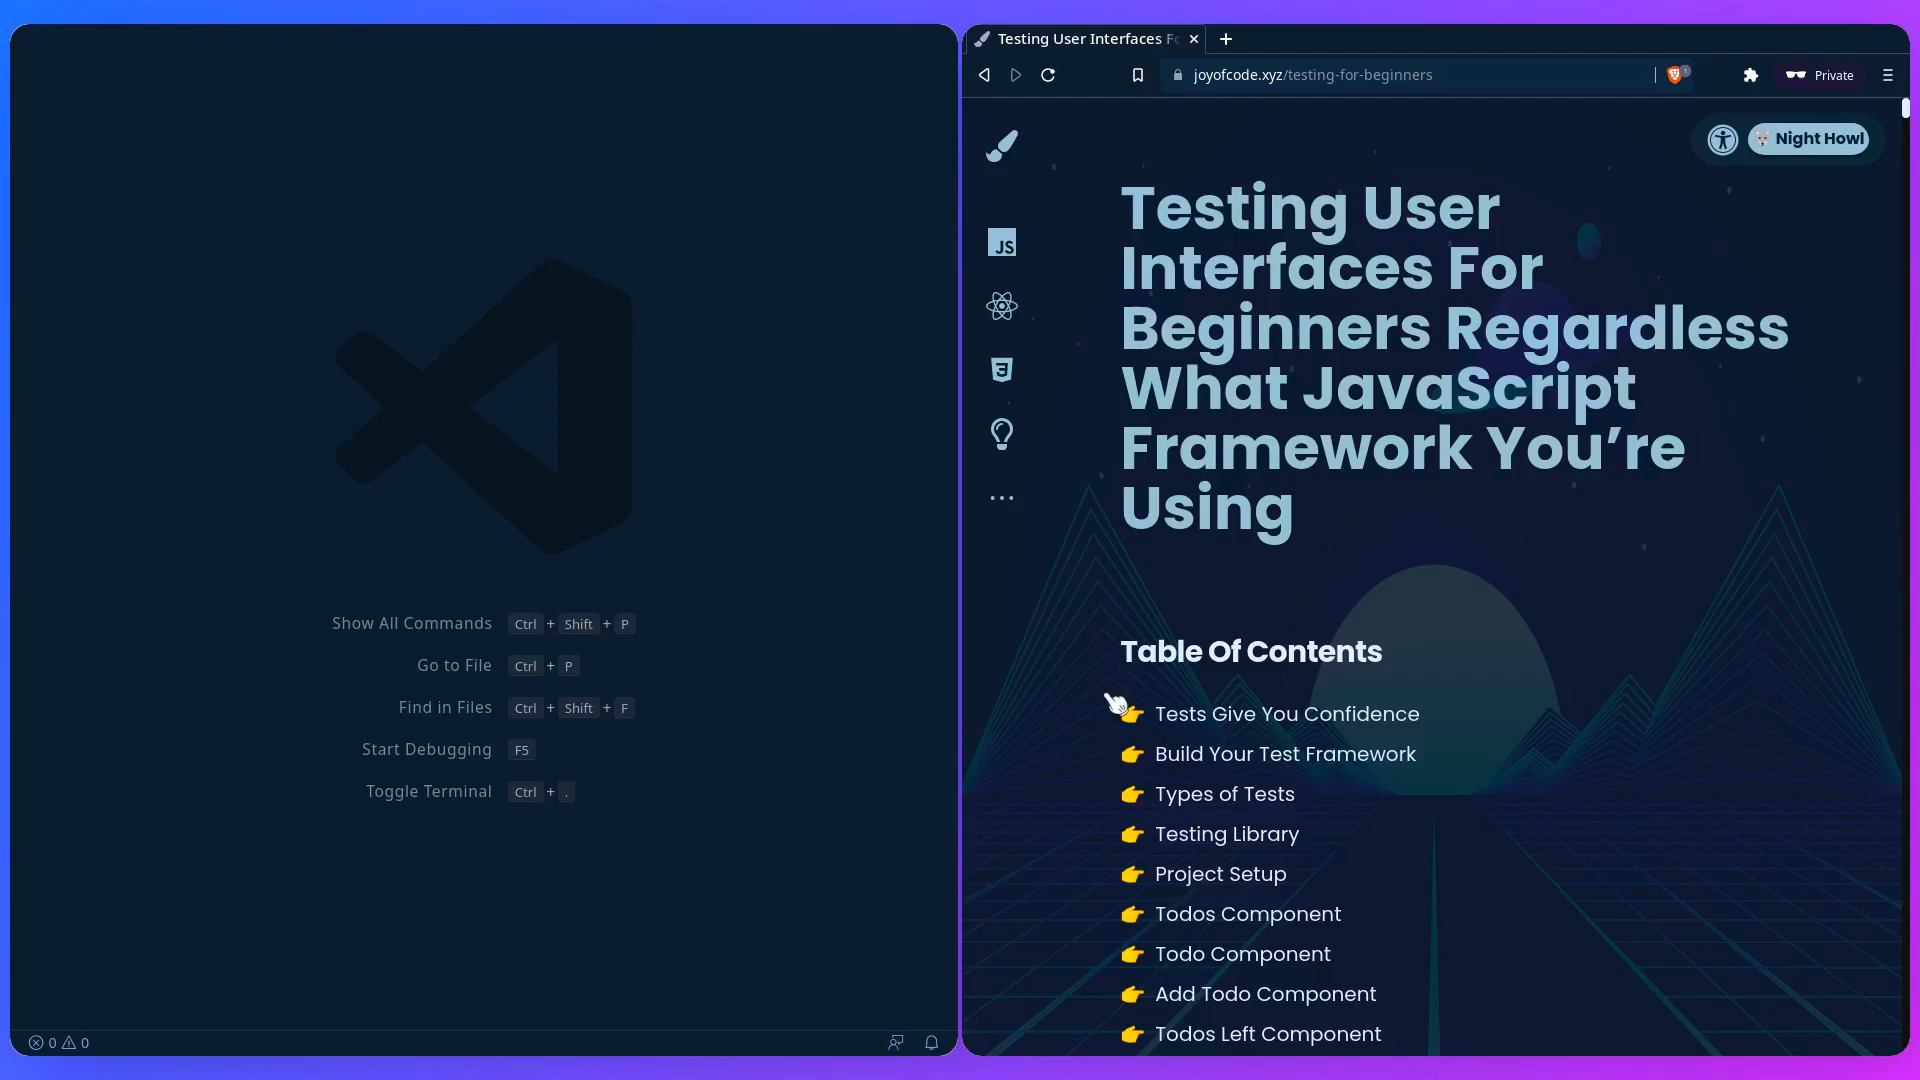 Show All Commands Ctrl + Shift + P
Go to File Ctrl + P
Find in Files Ctrl + Shift + F
Start Debugging F5
Toggle Terminal Ctrl + .
0 0
Testing User Interfaces Fo
joyofcode.xyz/testing-for-beginners
1
Private
Night Howl
JS
3
Testing User
Interfaces For
Beginners Regardless
What JavaScript
Framework You’re
Using
Table Of Contents
👉 Tests Give You Confidence
👉 Build Your Test Framework
👉 Types of Tests
👉 Testing Library
👉 Project Setup
👉 Todos Component
👉 Todo Component
👉 Add Todo Component
👉 Todos Left Component